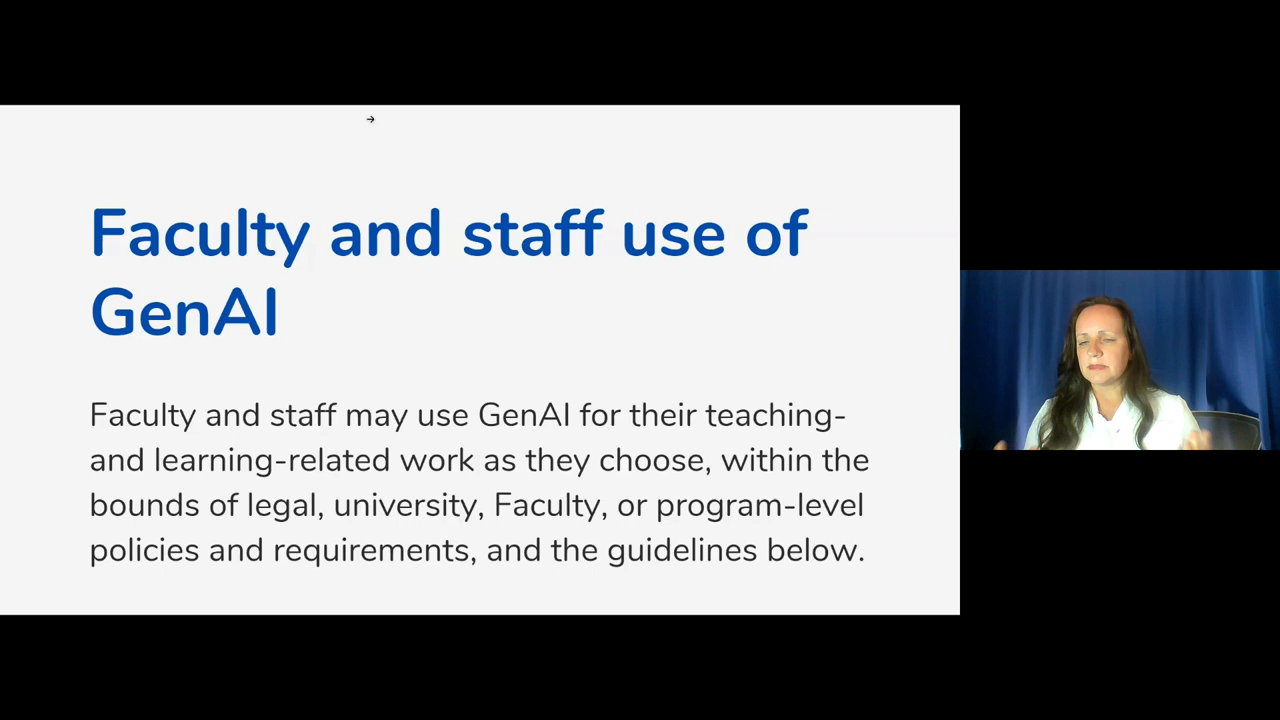 Faculty and staff use of
GenAI
Faculty and staff may use GenAI for their teaching-
and learning-related work as they choose, within the
bounds of legal, university, Faculty, or program-level
policies and requirements, and the guidelines below.